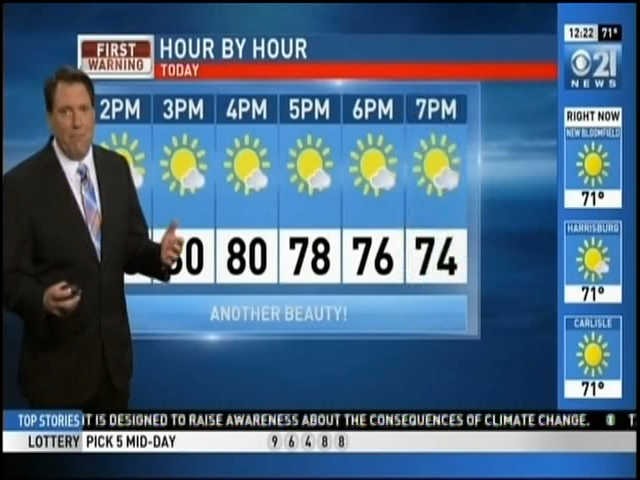 FIRST WARNING
HOUR BY HOUR
TODAY
2PM 3PM 4PM 5PM 6PM 7PM
80 78 76 74
ANOTHER BEAUTY!
12:22 71°
21
NEWS
RIGHT NOW
NEW BLOOMFIELD
71°
HARRISBURG
71°
CARLISLE
71°
TOP STORIES IT IS DESIGNED TO RAISE AWARENESS ABOUT THE CONSEQUENCES OF CLIMATE CHANGE. T
LOTTERY PICK 5 MID-DAY 9 6 4 8 8